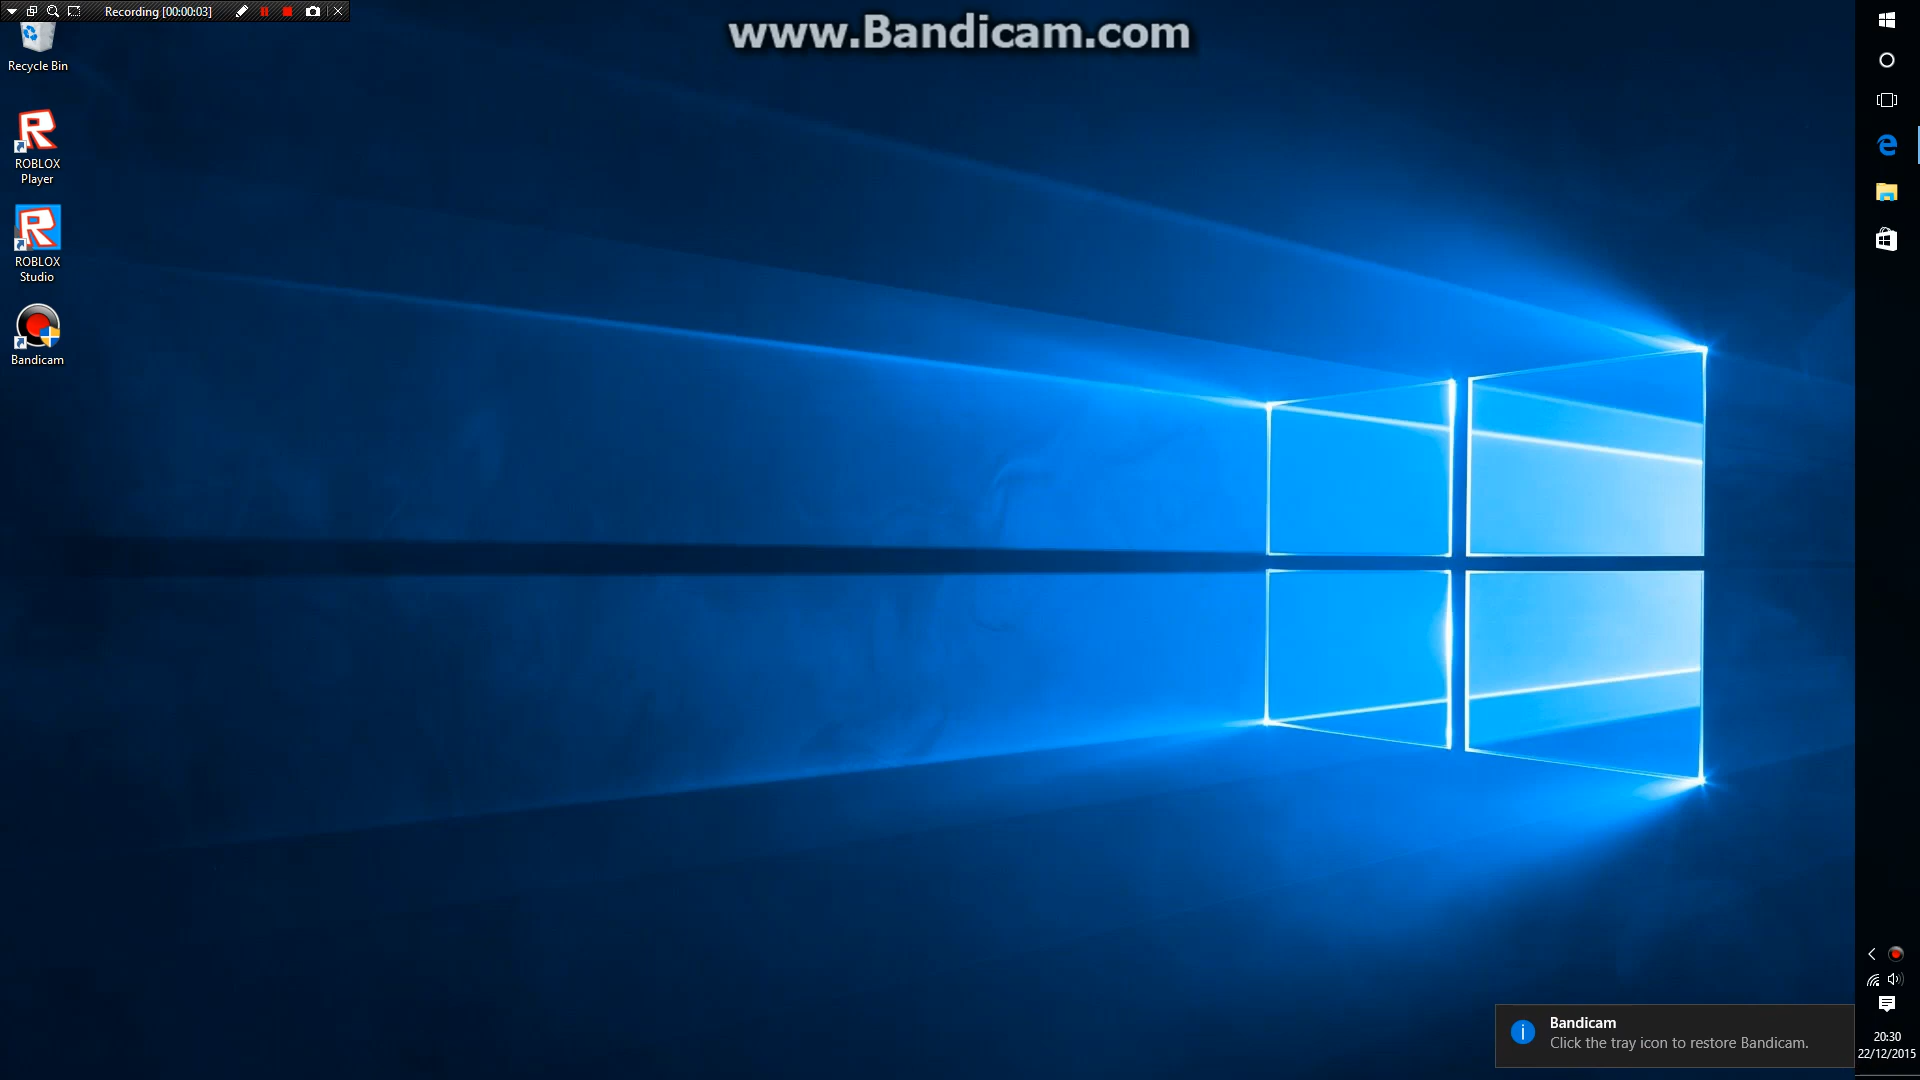 Recording [00:00:03]
www.Bandicam.com
Recycle Bin
ROBLOX
Player
ROBLOX
Studio
Bandicam
Bandicam
Click the tray icon to restore Bandicam.
20:30
22/12/2015